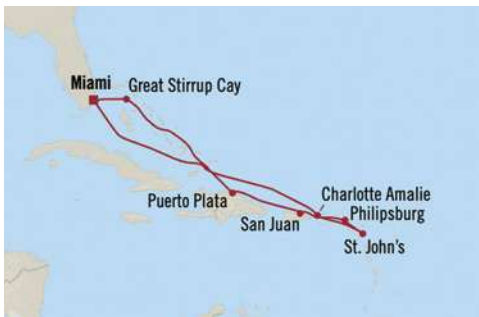 Miami
Great Stirrup Cay
Puerto Plata
San Juan
Charlotte Amalie
Philipsburg
St. John's